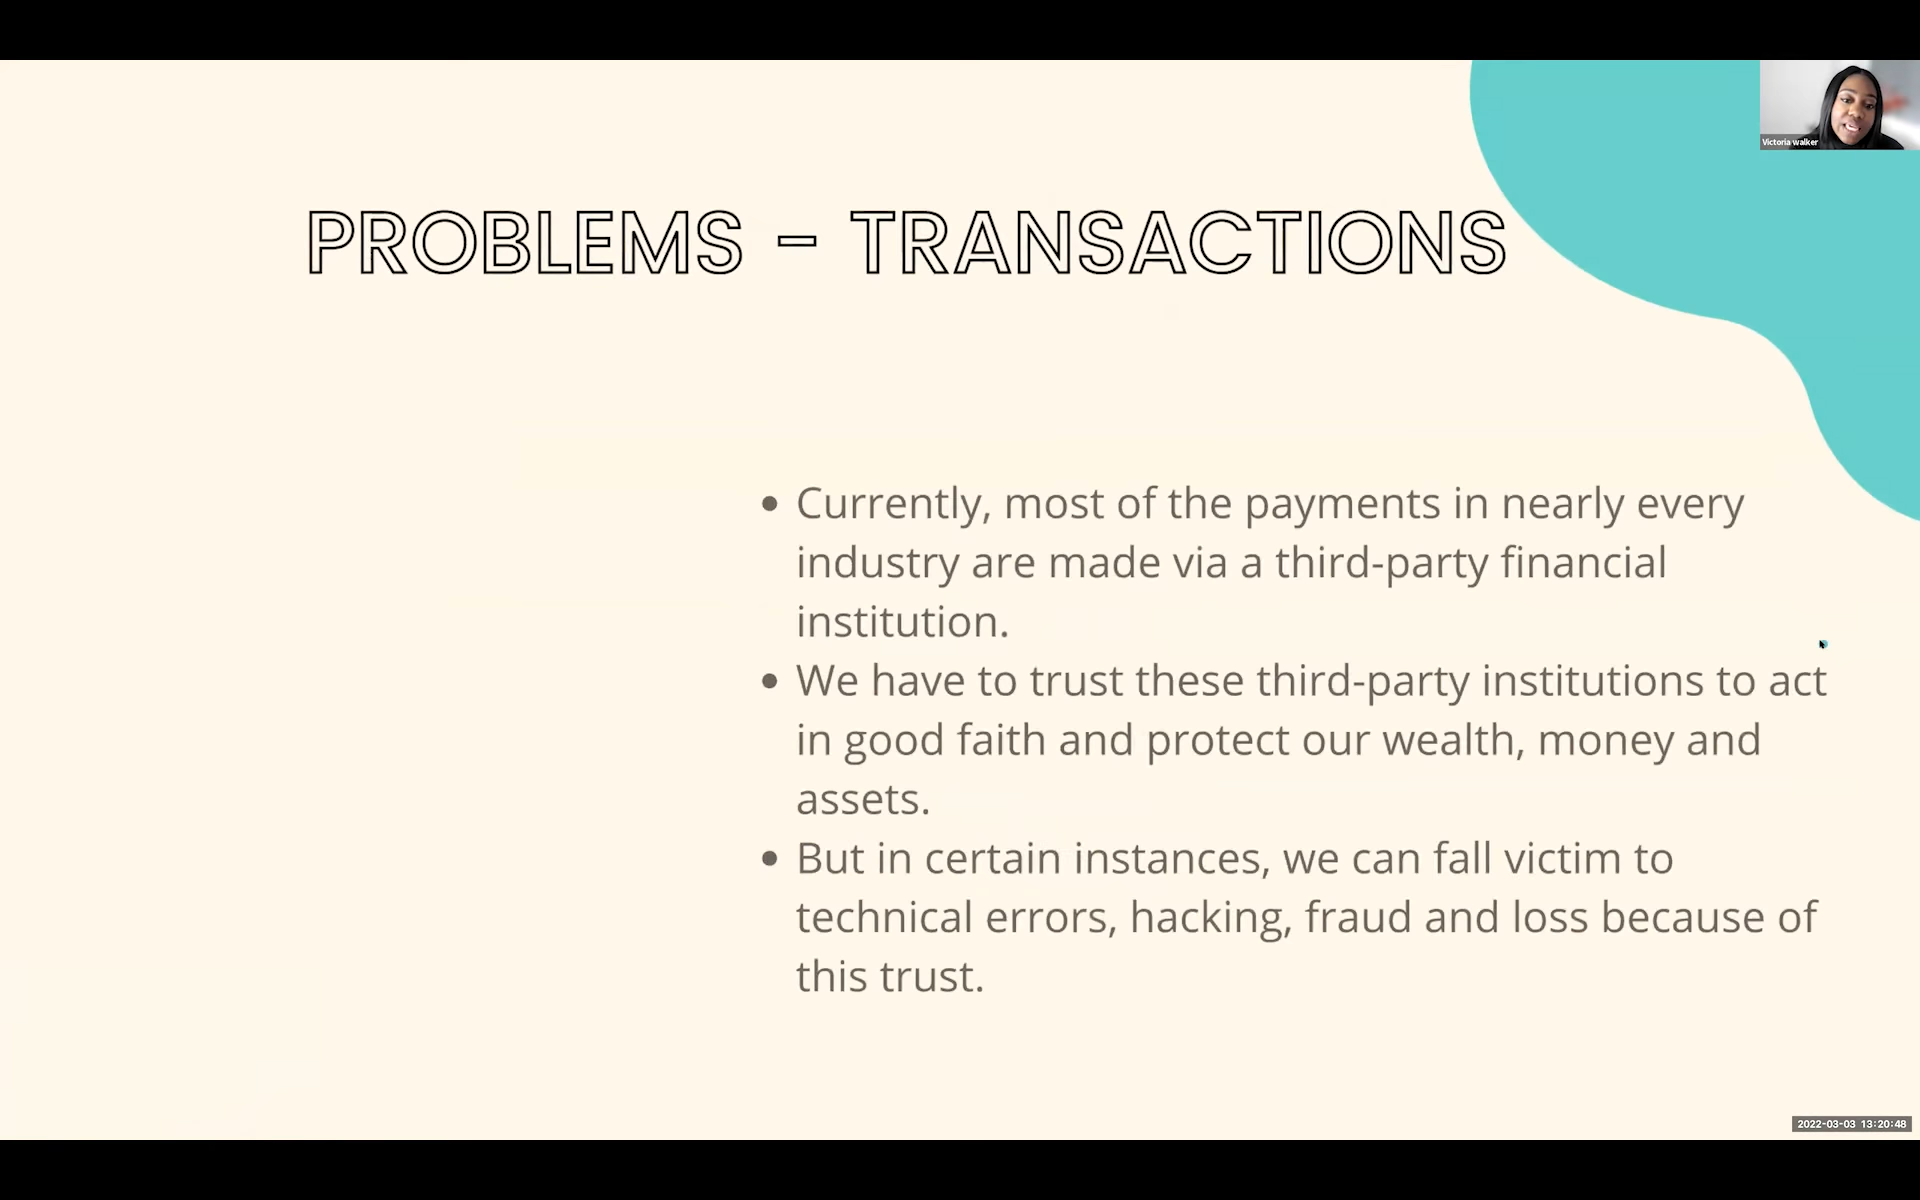 Victoria walker
PROBLEMS - TRANSACTIONS
• Currently, most of the payments in nearly every
industry are made via a third-party financial
institution.
• We have to trust these third-party institutions to act
in good faith and protect our wealth, money and
assets.
• But in certain instances, we can fall victim to
technical errors, hacking, fraud and loss because of
this trust.
2022-03-03 13:20:48